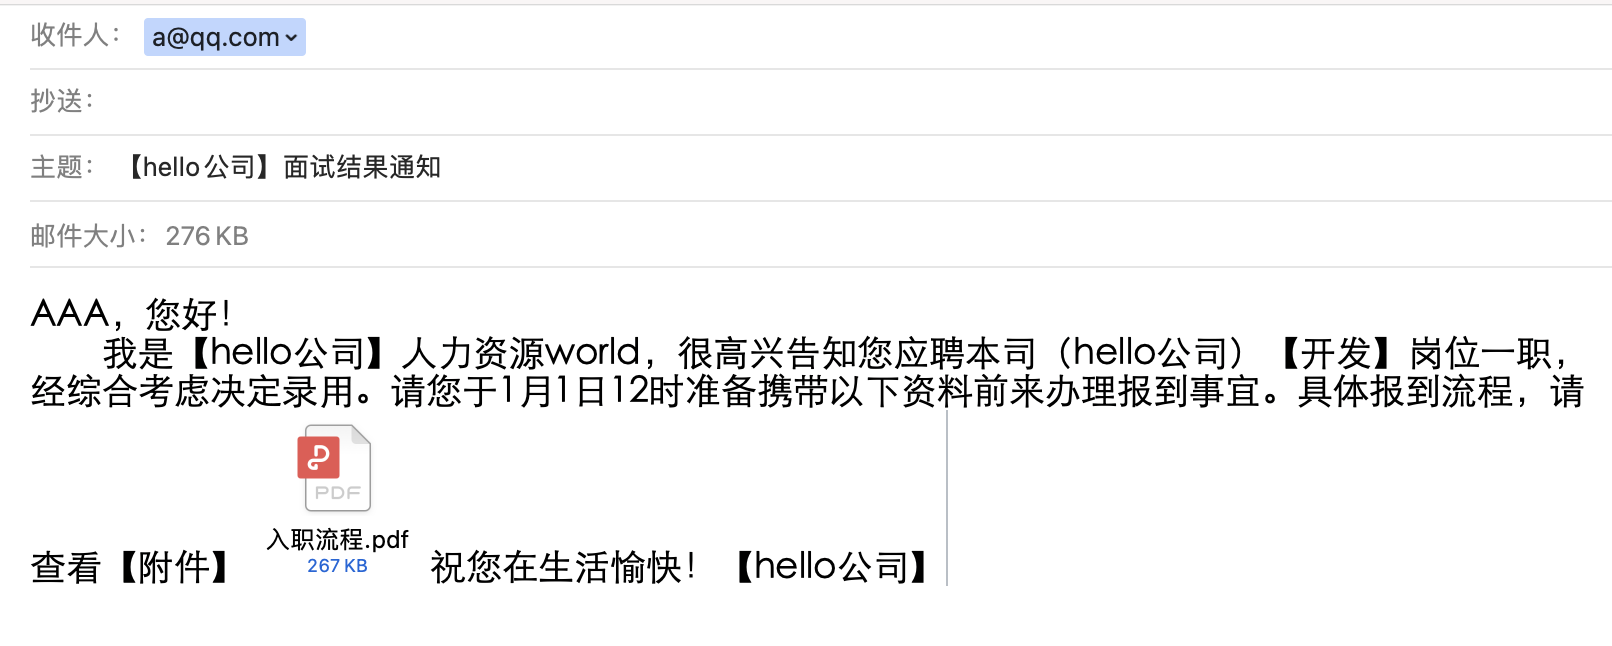 收件人： a@qq.com
抄送：
主题： 【hello公司】面试结果通知
邮件大小： 276 KB
AAA，您好！
我是【hello公司】人力资源world，很高兴告知您应聘本司（hello公司）【开发】岗位一职，
经综合考虑决定录用。请您于1月1日12时准备携带以下资料前来办理报到事宜。具体报到流程，请
PDF
入职流程.pdf
267 KB
查看【附件】 祝您在生活愉快！【hello公司】